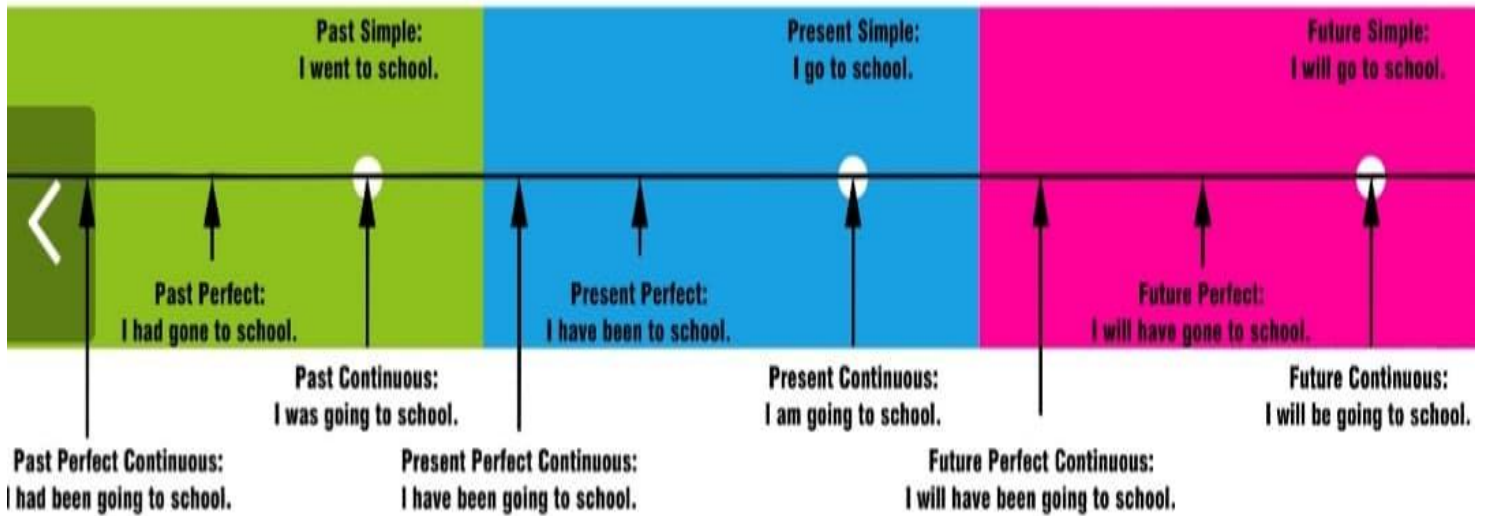 Past Simple:
I went to school.
Present Simple:
I go to school.
Future Simple:
I will go to school.
Past Perfect:
I had gone to school.
Present Perfect:
I have been to school.
Future Perfect:
I will have gone to school.
Past Continuous:
I was going to school.
Present Continuous:
I am going to school.
Future Continuous:
I will be going to school.
Past Perfect Continuous:
I had been going to school.
Present Perfect Continuous:
I have been going to school.
Future Perfect Continuous:
I will have been going to school.